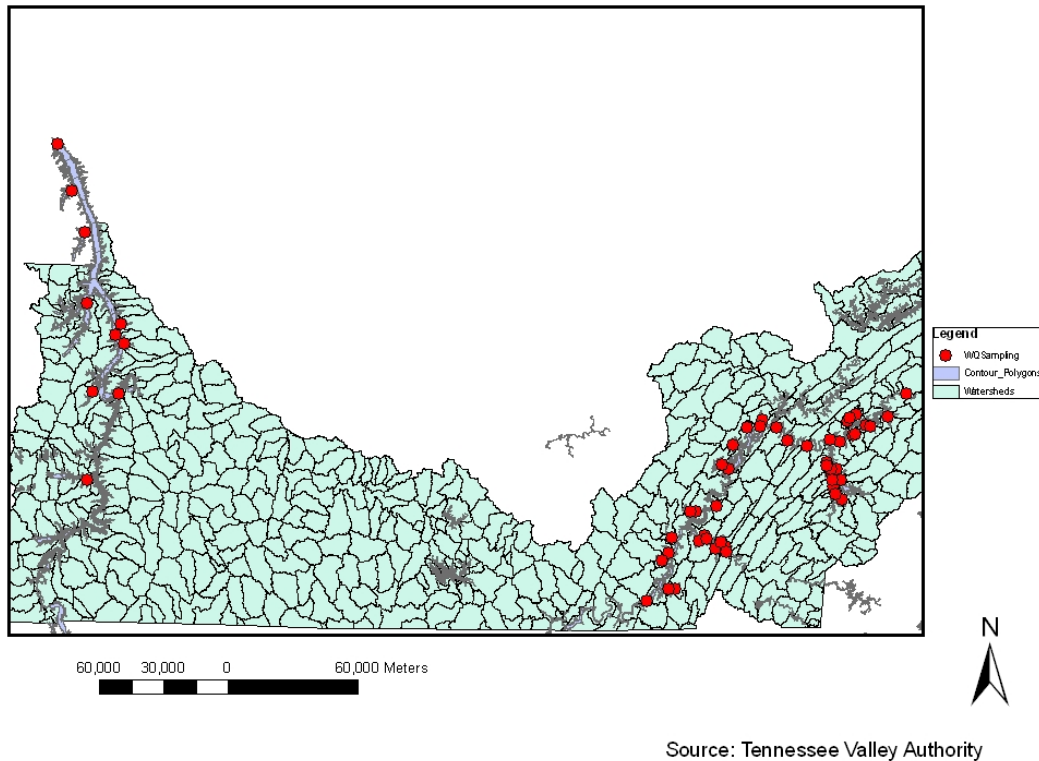 Legend
WQSampling
Contour_Polygons
Watersheds
60,000 30,000 0 60,000 Meters
N
Source: Tennessee Valley Authority